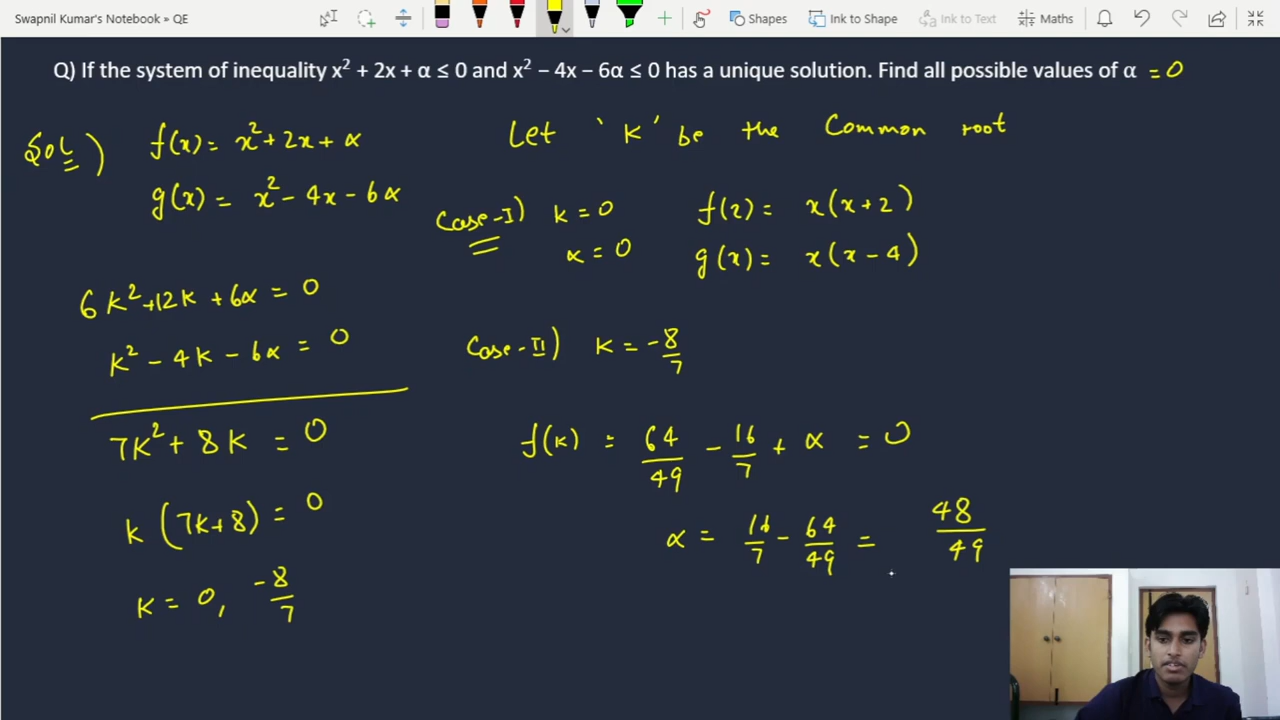 Swapnil Kumar's Notebook » QE
Shapes
Ink to Shape
Ink to Text
Maths
Q) If the system of inequality x² + 2x + α ≤ 0 and x² − 4x − 6α ≤ 0 has a unique solution. Find all possible values of α = 0
Sol)
f(x) = x² + 2x + α
g(x) = x² − 4x − 6α
6k² + 12k + 6α = 0
k² − 4k − 6α = 0
7k² + 8k = 0
k (7k + 8) = 0
k = 0, −8/7
Let 'K' be the Common root
Case-I) k = 0
α = 0
f(2) = x(x + 2)
g(x) = x(x − 4)
Case-II) k = −8/7
f(k) = 64/49 − 16/7 + α = 0
α = 16/7 − 64/49 = 48/49